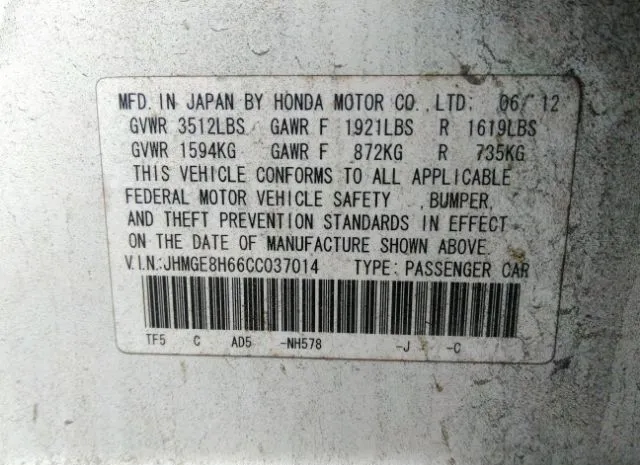 MFD. IN JAPAN BY HONDA MOTOR CO., LTD. 06/12
GVWR 3512LBS GAWR F 1921LBS R 1619LBS
GVWR 1594KG GAWR F 872KG R 735KG
THIS VEHICLE CONFORMS TO ALL APPLICABLE
FEDERAL MOTOR VEHICLE SAFETY , BUMPER,
AND THEFT PREVENTION STANDARDS IN EFFECT
ON THE DATE OF MANUFACTURE SHOWN ABOVE.
V.I.N.:JHMGE8H66CC037014 TYPE: PASSENGER CAR
TF5 C AD5 -NH578 -J -C